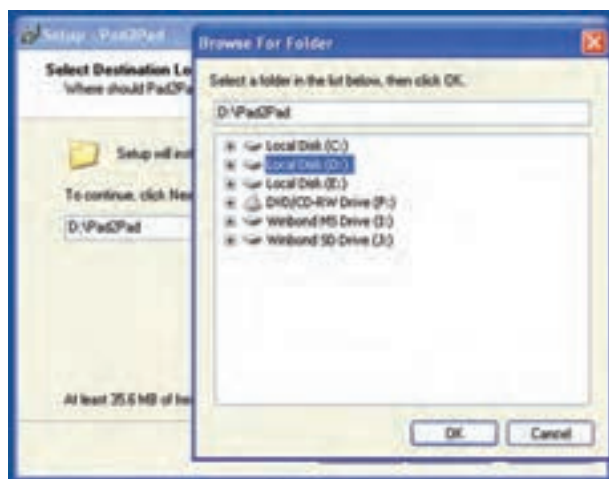 Setup - Pad2Pad
Select Destination Lo
Where should Pad2Pa
Setup will inst
To continue, click Nex
D:\Pad2Pad
At least 35.6 MB of fre
Browse For Folder
Select a folder in the list below, then click OK.
D:\Pad2Pad
Local Disk (C:)
Local Disk (D:)
Local Disk (E:)
DVD/CD-RW Drive (F:)
Winbond MS Drive (I:)
Winbond SD Drive (J:)
OK
Cancel